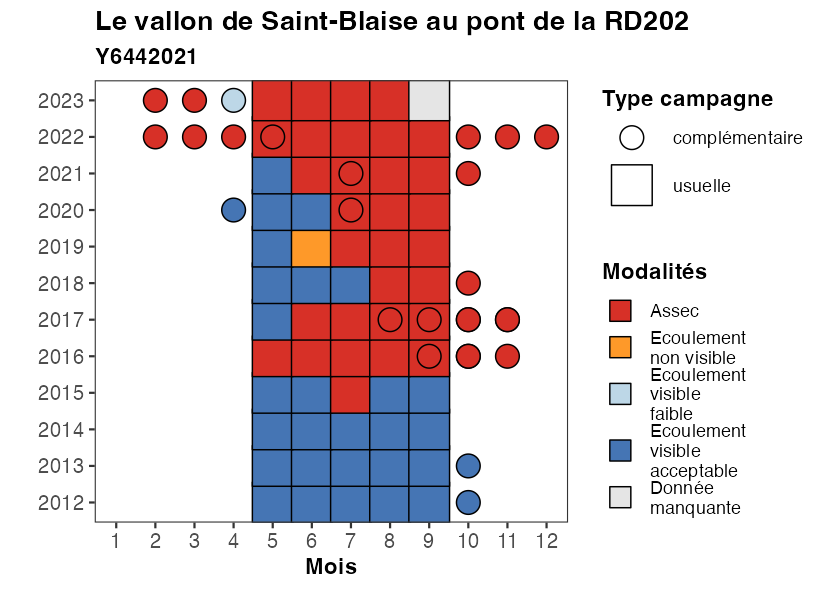 Le vallon de Saint-Blaise au pont de la RD202
Y6442021
2023
2022
2021
2020
2019
2018
2017
2016
2015
2014
2013
2012
1 2 3 4 5 6 7 8 9 10 11 12
Mois
Type campagne
complémentaire
usuelle
Modalités
Assec
Ecoulement
non visible
Ecoulement
visible
faible
Ecoulement
visible
acceptable
Donnée
manquante